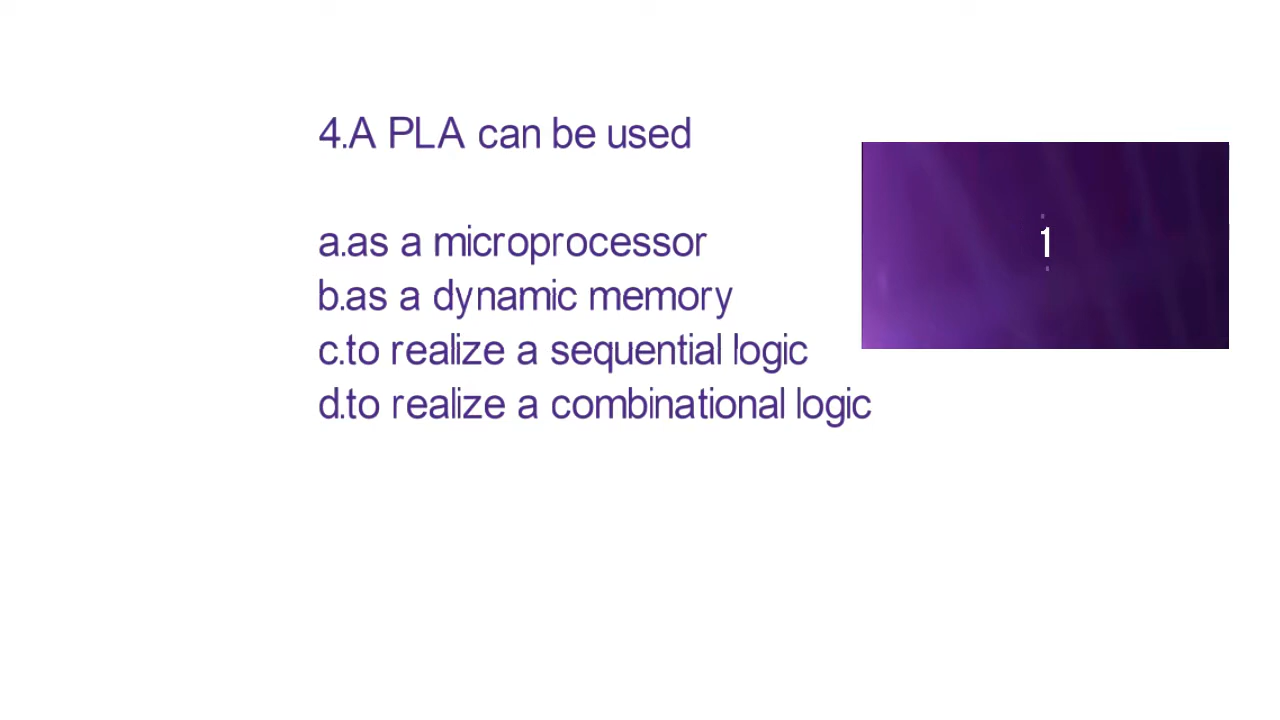 4.A PLA can be used
a.as a microprocessor
b.as a dynamic memory
c.to realize a sequential logic
d.to realize a combinational logic
1